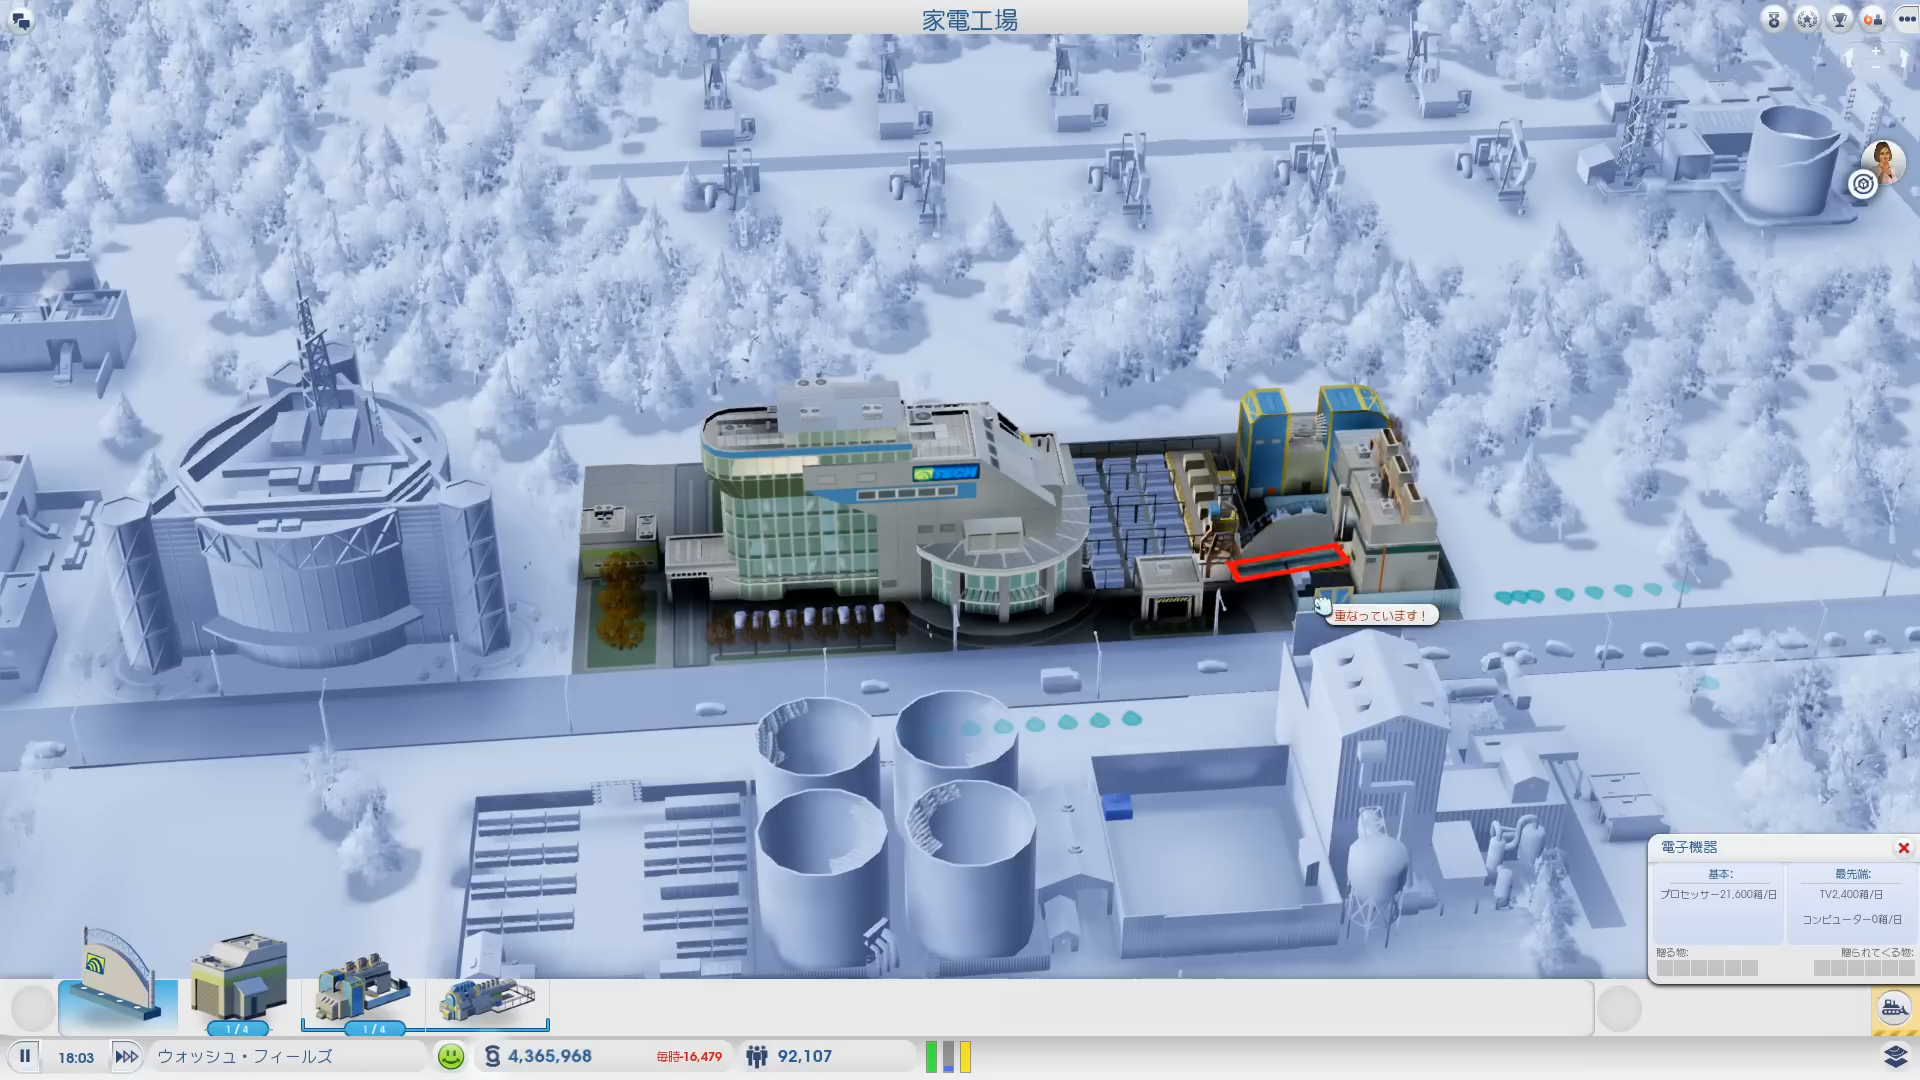 家電工場
TECH
重なっています！
電子機器
基本:
最先端:
プロセッサー21,600箱/日
TV2,400箱/日
コンピューター0箱/日
贈る物:
贈られてくる物:
1/4
1/4
18:03
ウォッシュ・フィールズ
4,365,968
毎時-16,479
92,107